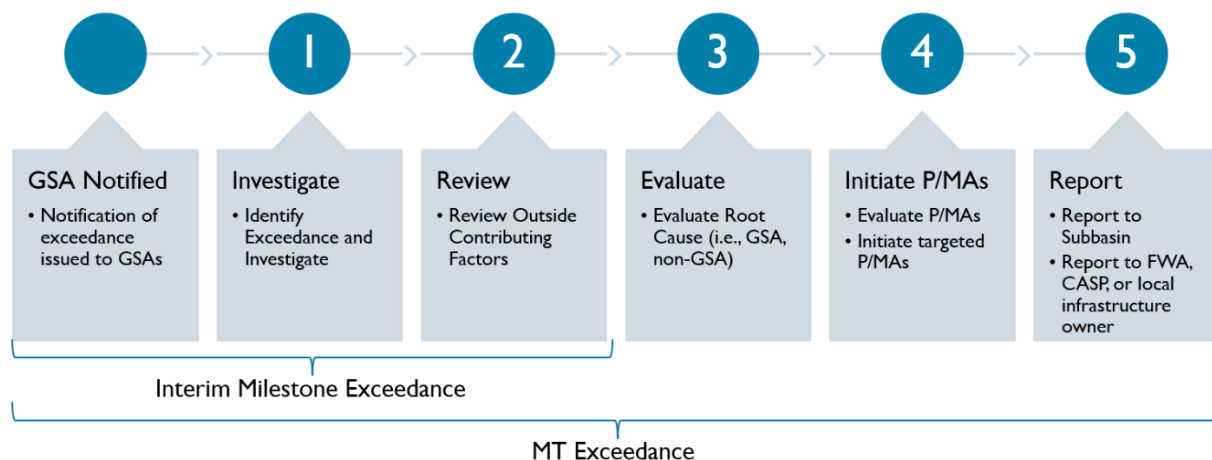 1
2
3
4
5
GSA Notified
• Notification of
exceedance
issued to GSAs
Investigate
• Identify
Exceedance and
Investigate
Review
• Review Outside
Contributing
Factors
Evaluate
• Evaluate Root
Cause (i.e., GSA,
non-GSA)
Initiate P/MAs
• Evaluate P/MAs
• Initiate targeted
P/MAs
Report
• Report to
Subbasin
• Report to FWA,
CASP, or local
infrastructure
owner
Interim Milestone Exceedance
MT Exceedance